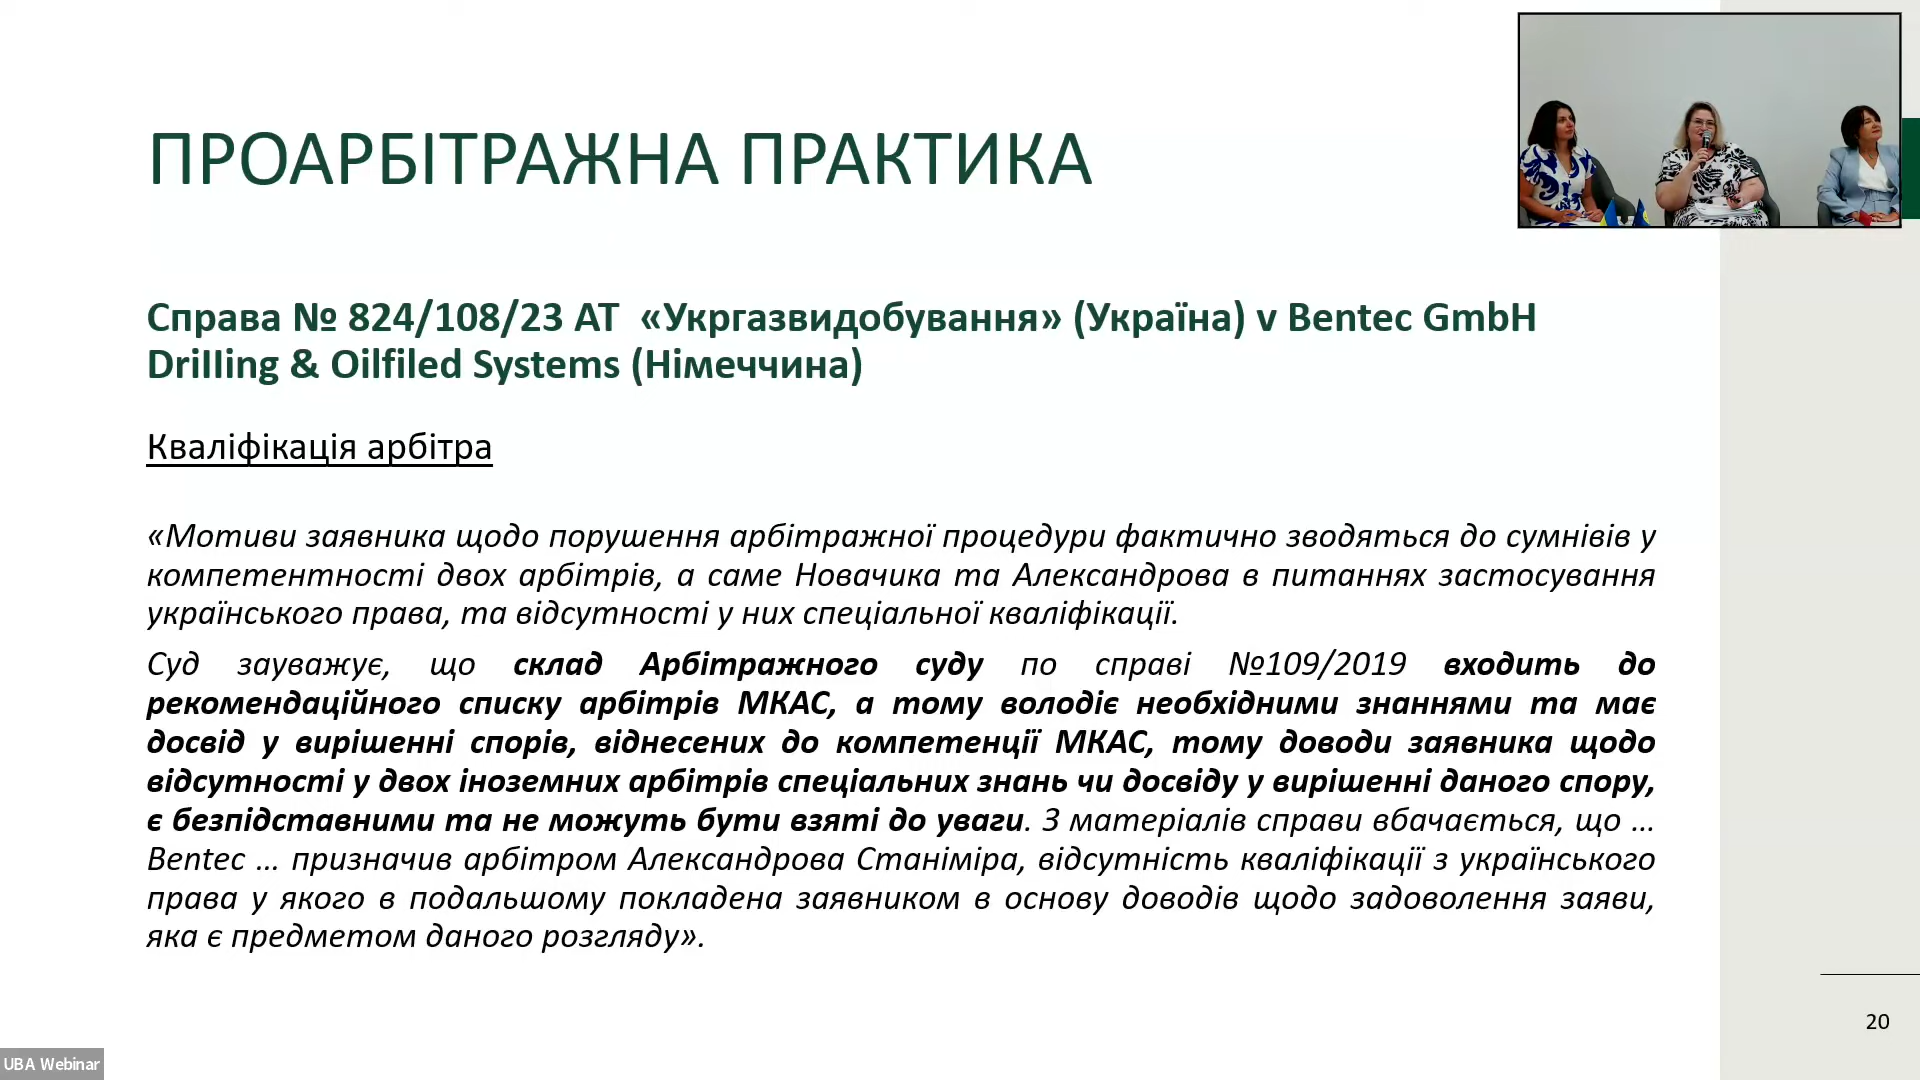 ПРОАРБІТРАЖНА ПРАКТИКА
Справа № 824/108/23 АТ «Укргазвидобування» (Україна) v Bentec GmbH
Drilling & Oilfiled Systems (Німеччина)
Кваліфікація арбітра
«Мотиви заявника щодо порушення арбітражної процедури фактично зводяться до сумнівів у
компетентності двох арбітрів, а саме Новачика та Александрова в питаннях застосування
українського права, та відсутності у них спеціальної кваліфікації.
Суд зауважує, що склад Арбітражного суду по справі №109/2019 входить до
рекомендаційного списку арбітрів МКАС, а тому володіє необхідними знаннями та має
досвід у вирішенні спорів, віднесених до компетенції МКАС, тому доводи заявника щодо
відсутності у двох іноземних арбітрів спеціальних знань чи досвіду у вирішенні даного спору,
є безпідставними та не можуть бути взяті до уваги. З матеріалів справи вбачається, що ...
Bentec ... призначив арбітром Александрова Станіміра, відсутність кваліфікації з українського
права у якого в подальшому покладена заявником в основу доводів щодо задоволення заяви,
яка є предметом даного розгляду».
20
UBA Webinar